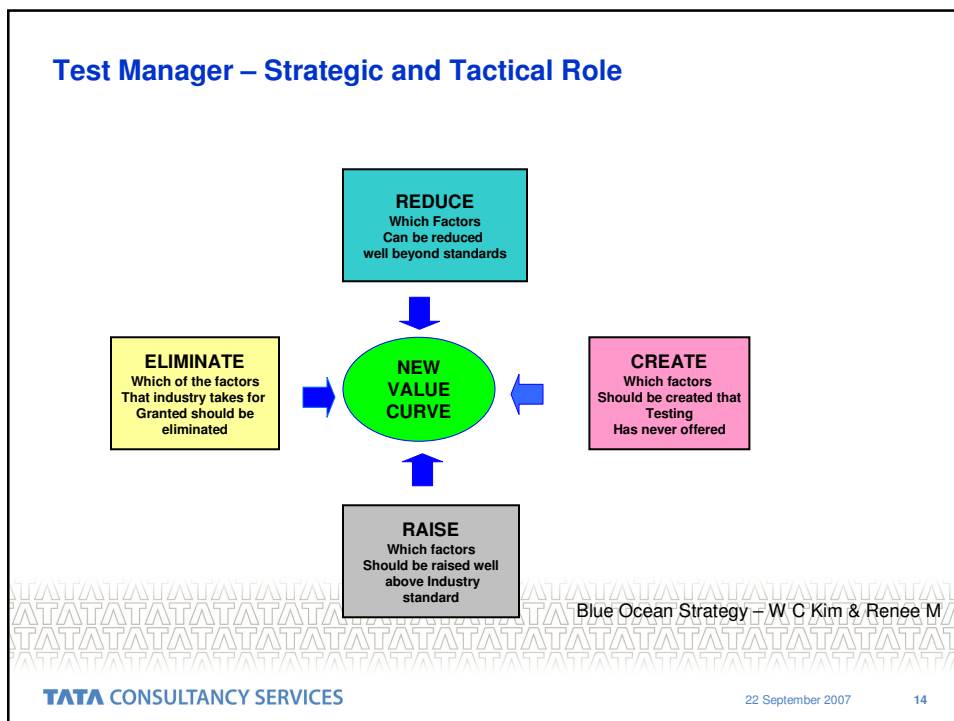 Test Manager – Strategic and Tactical Role
REDUCE
Which Factors
Can be reduced
well beyond standards
ELIMINATE
Which of the factors
That industry takes for
Granted should be
eliminated
NEW
VALUE
CURVE
CREATE
Which factors
Should be created that
Testing
Has never offered
RAISE
Which factors
Should be raised well
above Industry
standard
Blue Ocean Strategy – W C Kim & Renee M
TATA CONSULTANCY SERVICES
22 September 2007
14